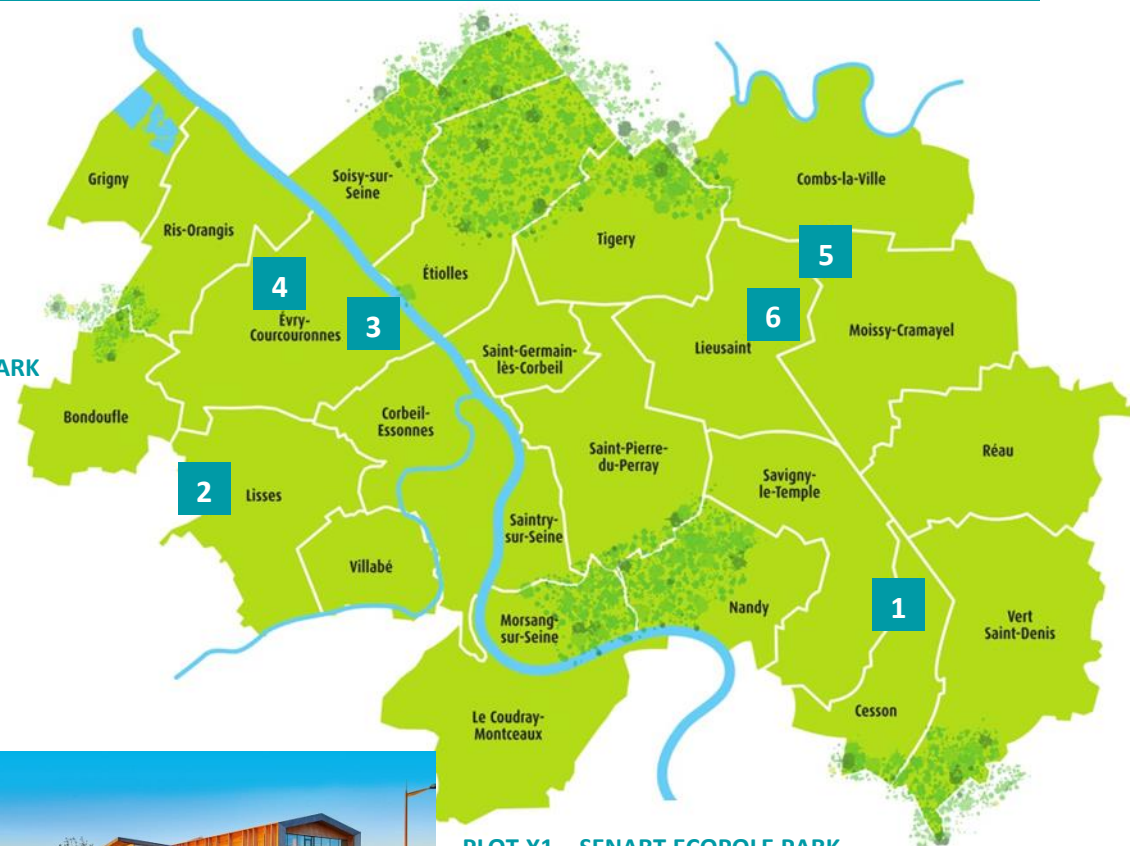 Grigny
Soisy-sur-
Seine
Combs-la-Ville
Ris-Orangis
Tigery
5
Étiolles
4
Évry-
Courcouronnes
3
6
Moissy-Cramayel
Lieusaint
Saint-Germain-
lès-Corbeil
ARK
Bondoufle
Corbeil-
Essonnes
Saint-Pierre-
du-Perray
Réau
Savigny-
le-Temple
2
Lisses
Saintry-
sur-Seine
Villabé
1
Nandy
Morsang-
sur-Seine
Vert
Saint-Denis
Cesson
Le Coudray-
Montceaux
PLOT X1 – SENART ECOPOLE PARK